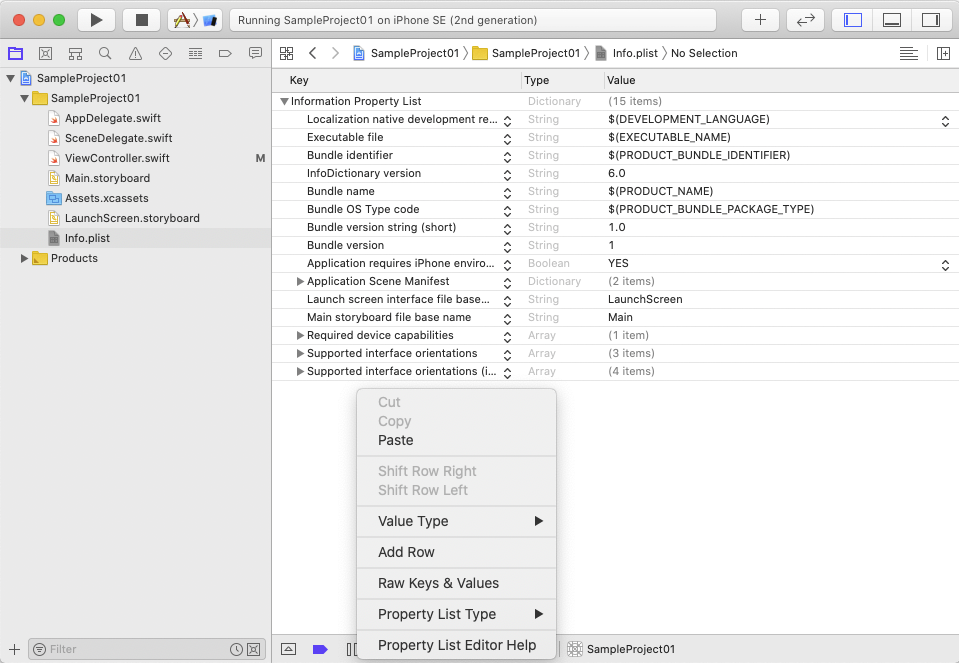 Running SampleProject01 on iPhone SE (2nd generation)
SampleProject01 SampleProject01 Info.plist No Selection
SampleProject01
SampleProject01
AppDelegate.swift
SceneDelegate.swift
ViewController.swift M
Main.storyboard
Assets.xcassets
LaunchScreen.storyboard
Info.plist
Products
Key Type Value
Information Property List Dictionary (15 items)
Localization native development re... String $(DEVELOPMENT_LANGUAGE)
Executable file String $(EXECUTABLE_NAME)
Bundle identifier String $(PRODUCT_BUNDLE_IDENTIFIER)
InfoDictionary version String 6.0
Bundle name String $(PRODUCT_NAME)
Bundle OS Type code String $(PRODUCT_BUNDLE_PACKAGE_TYPE)
Bundle version string (short) String 1.0
Bundle version String 1
Application requires iPhone enviro... Boolean YES
Application Scene Manifest Dictionary (2 items)
Launch screen interface file base... String LaunchScreen
Main storyboard file base name String Main
Required device capabilities Array (1 item)
Supported interface orientations Array (3 items)
Supported interface orientations (i... Array (4 items)
Cut
Copy
Paste
Shift Row Right
Shift Row Left
Value Type
Add Row
Raw Keys & Values
Property List Type
Property List Editor Help
Filter
SampleProject01